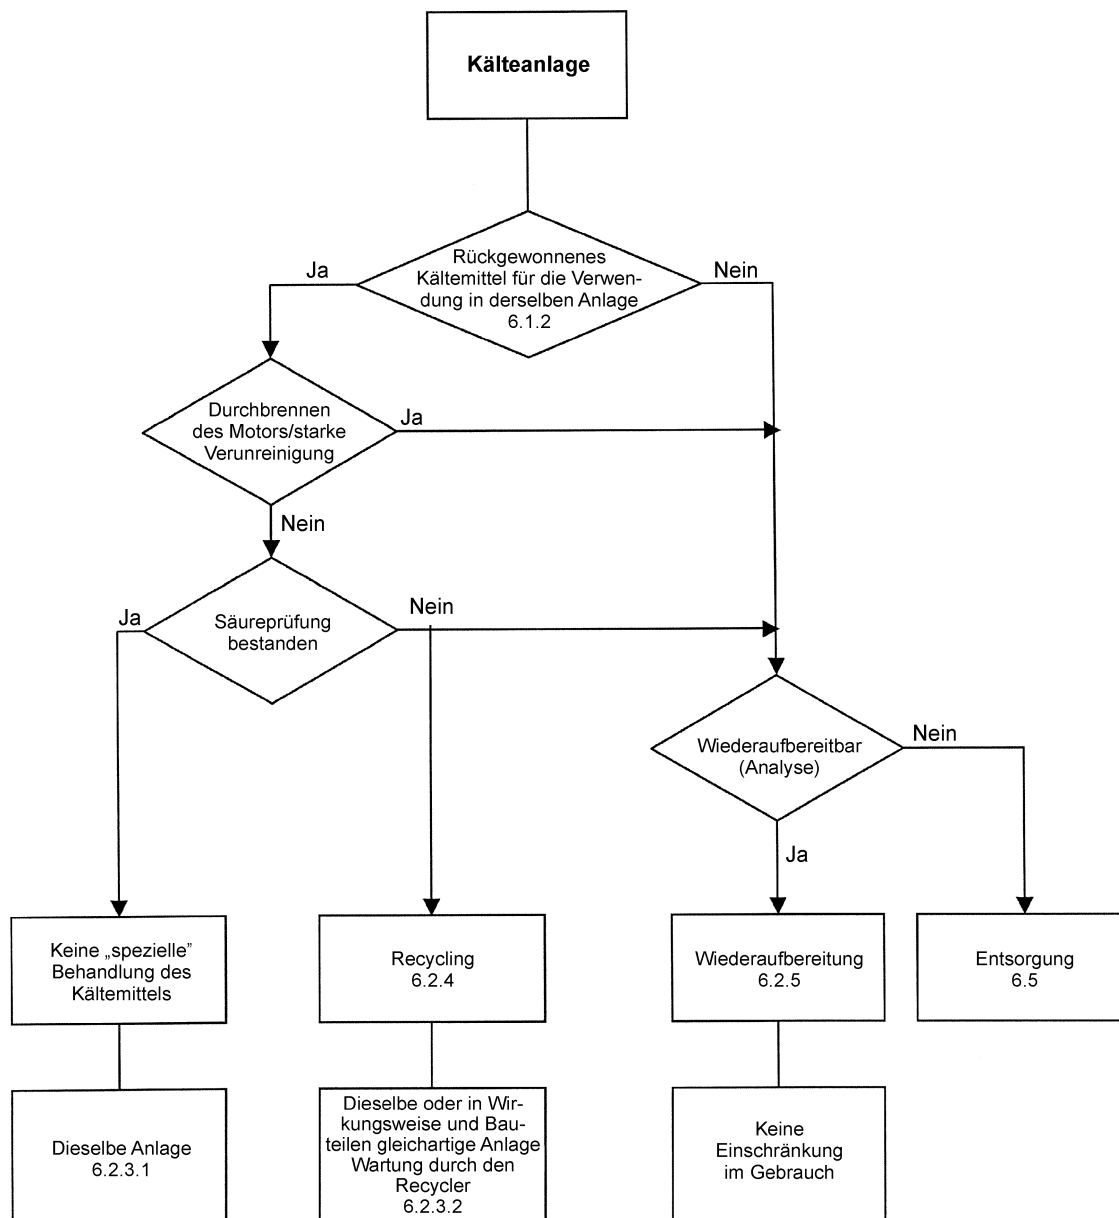 Kälteanlage
Rückgewonnenes
Kältemittel für die Verwen-
dung in derselben Anlage
6.1.2
Ja
Nein
Durchbrennen
des Motors/starke
Verunreinigung
Ja
Nein
Säureprüfung
bestanden
Ja
Nein
Wiederaufbereitbar
(Analyse)
Nein
Ja
Keine „spezielle”
Behandlung des
Kältemittels
Recycling
6.2.4
Wiederaufbereitung
6.2.5
Entsorgung
6.5
Dieselbe Anlage
6.2.3.1
Dieselbe oder in Wir-
kungsweise und Bau-
teilen gleichartige Anlage
Wartung durch den
Recycler
6.2.3.2
Keine
Einschränkung
im Gebrauch